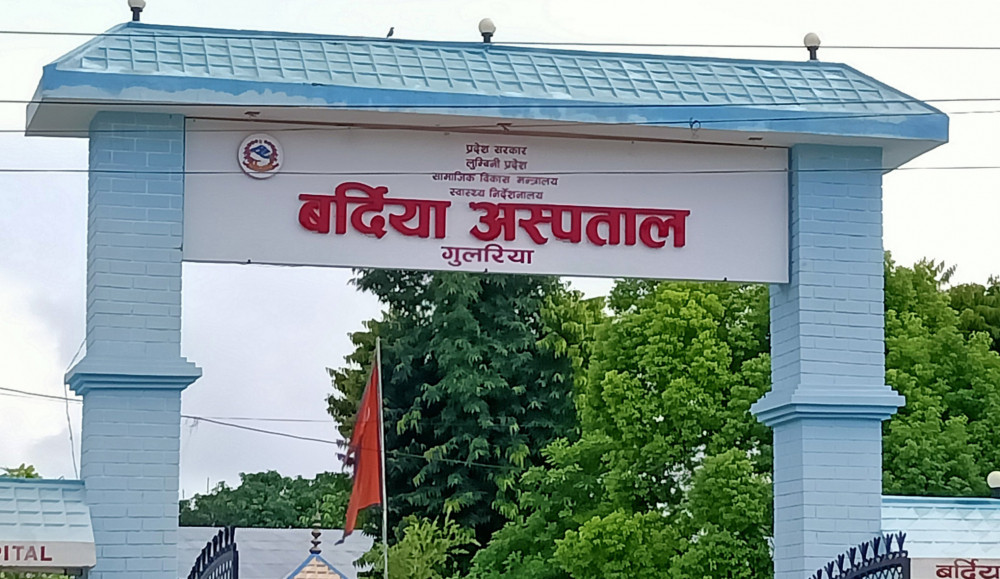 प्रदेश सरकार
लुम्बिनी प्रदेश
सामाजिक विकास मन्त्रालय
स्वास्थ्य निर्देशनालय
बर्दिया अस्पताल
गुलरिया
PITAL
बर्दिय